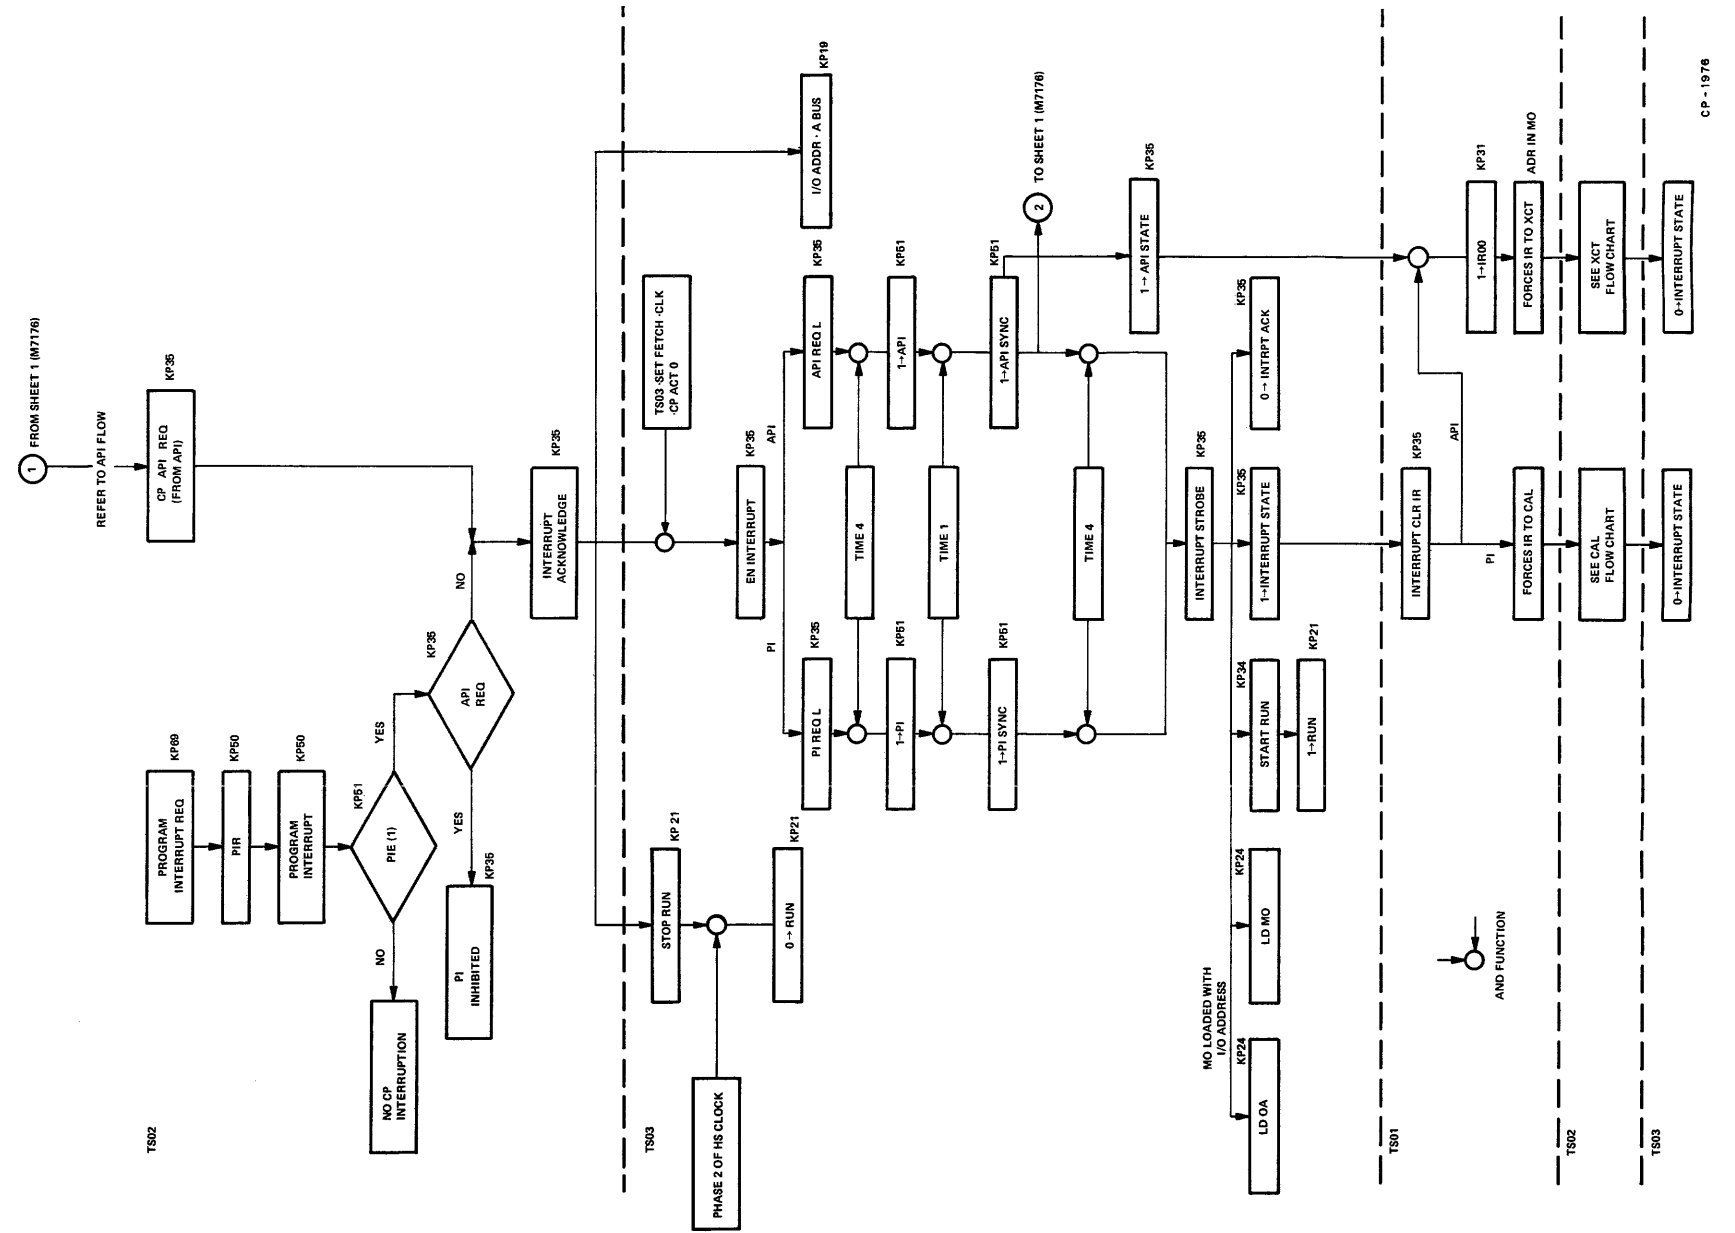 1
FROM SHEET 1 (M7176)
REFER TO API FLOW
KP35
CP API REQ
(FROM API)
TS02
KP69
PROGRAM
INTERRUPT REQ
KP50
PIR
KP50
PROGRAM
INTERRUPT
KP51
PIE (1)
YES
NO
NO CP
INTERRUPTION
KP35
API
REQ
NO
YES
KP35
PI
INHIBITED
KP35
INTERRUPT
ACKNOWLEDGE
TS03
KP 21
STOP RUN
PHASE 2 OF HS CLOCK
KP21
0→ RUN
TS03 ·SET FETCH ·CLK
·CP ACT 0
KP35
EN INTERRUPT
KP19
I/O ADDR · A BUS
PI
API
KP35
PI REQ L
KP35
API REQ L
TIME 4
KP51
1→PI
KP51
1→API
TIME 1
KP51
1→PI SYNC
KP51
1→API SYNC
2
TO SHEET 1 (M7176)
TIME 4
KP35
1→ API STATE
KP35
INTERRUPT STROBE
MO LOADED WITH
I/O ADDRESS
KP24
LD OA
KP24
LD MO
KP34
START RUN
KP35
1→INTERRUPT STATE
KP35
0→ INTRPT ACK
KP21
1→RUN
TS01
KP35
INTERRUPT CLR IR
API
PI
KP31
1→IR00
FORCES IR TO CAL
FORCES IR TO XCT
ADR IN MO
AND FUNCTION
TS02
SEE CAL
FLOW CHART
SEE XCT
FLOW CHART
TS03
0→INTERRUPT STATE
0→INTERRUPT STATE
CP - 1976